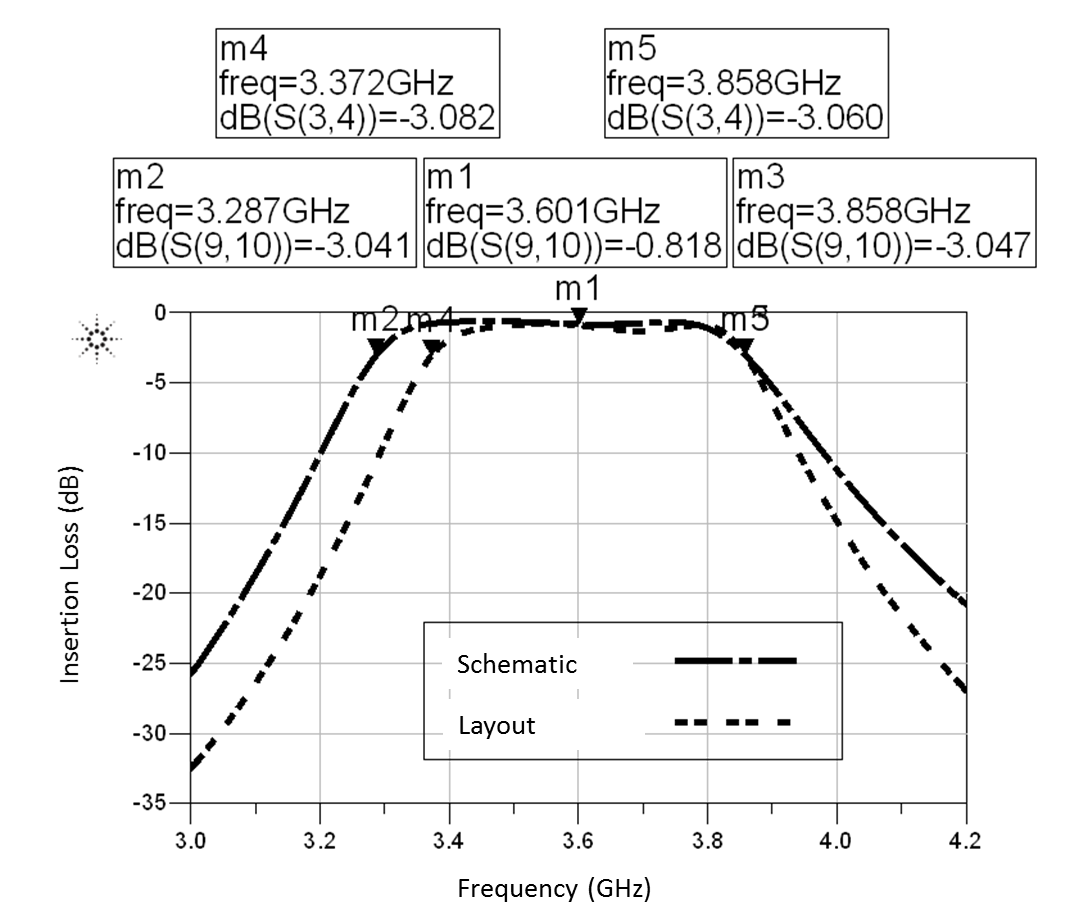 m4
freq=3.372GHz
dB(S(3,4))=-3.082
m5
freq=3.858GHz
dB(S(3,4))=-3.060
m2
freq=3.287GHz
dB(S(9,10))=-3.041
m1
freq=3.601GHz
dB(S(9,10))=-0.818
m3
freq=3.858GHz
dB(S(9,10))=-3.047
m1
m2 m4
m5
0
-5
-10
-15
-20
-25
-30
-35
Insertion Loss (dB)
Schematic
Layout
3.0 3.2 3.4 3.6 3.8 4.0 4.2
Frequency (GHz)